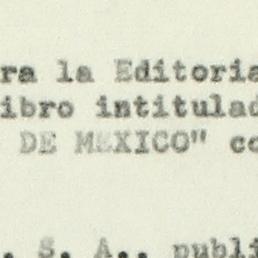 ra la Editoria
ibro intitulad
DE MEXICO" co
. S. A., publi